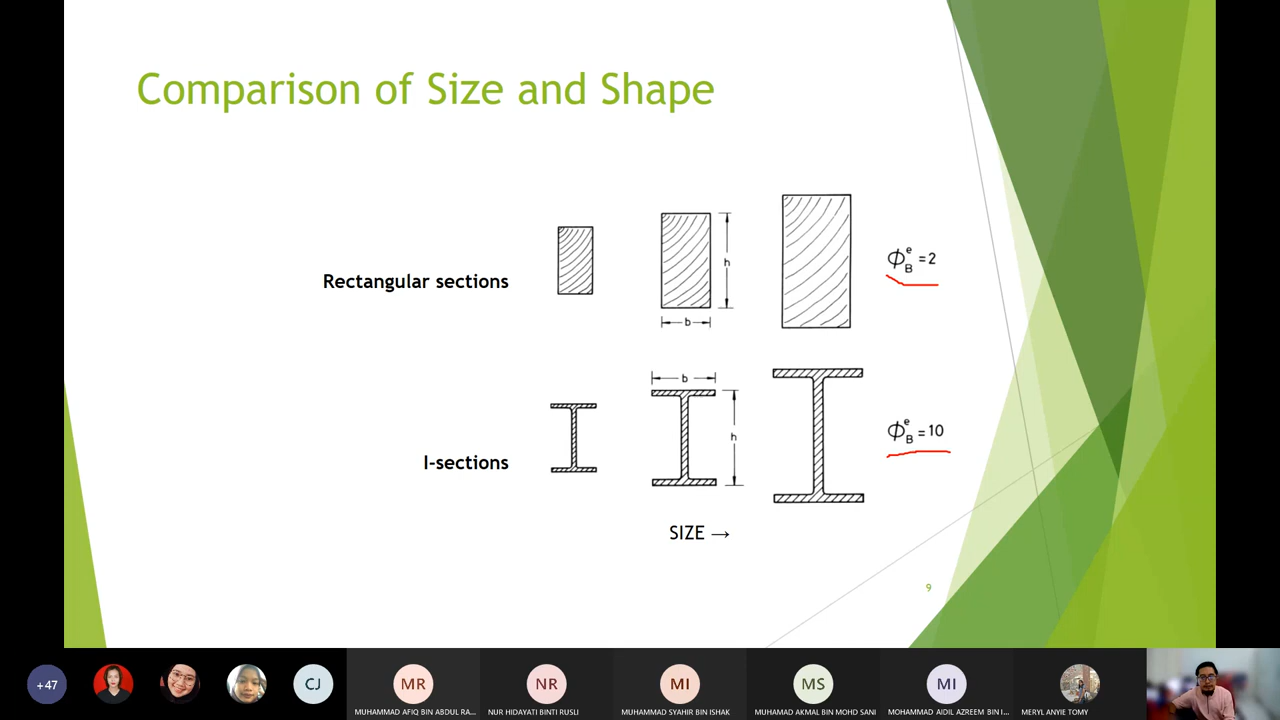 Comparison of Size and Shape
Rectangular sections
h
b
ϕ_B^e = 2
b
h
I-sections
ϕ_B^e = 10
SIZE →
9
+47
CJ
MR
NR
MI
MS
MI
MUHAMMAD AFIQ BIN ABDUL RA...
NUR HIDAYATI BINTI RUSLI
MUHAMMAD SYAHIR BIN ISHAK
MUHAMAD AKMAL BIN MOHD SANI
MOHAMMAD AIDIL AZREEM BIN I...
MERYL ANYIE TOMY